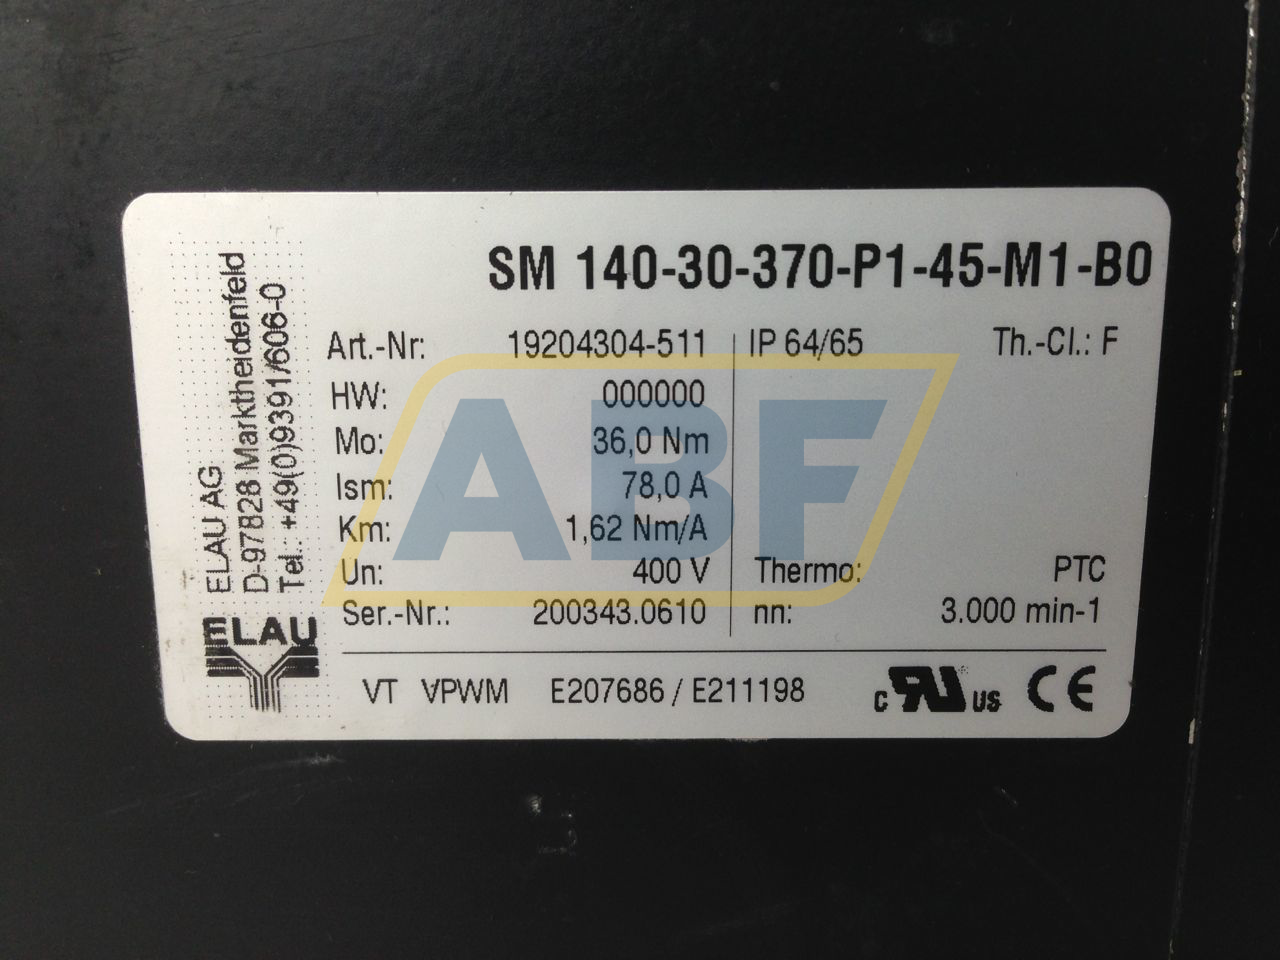 SM 140-30-370-P1-45-M1-B0
Art.-Nr: 19204304-511 IP 64/65 Th.-Cl.: F
HW: 000000
Mo: 36,0 Nm
Ism: 78,0 A
Km: 1,62 Nm/A
Un: 400 V Thermo: PTC
Ser.-Nr.: 200343.0610 nn: 3.000 min-1
VT VPWM E207686 / E211198 c RU US CE
ELAU AG
D-97828 Marktheidenfeld
Tel.: +49(0)9391/606-0
ELAU
ABF